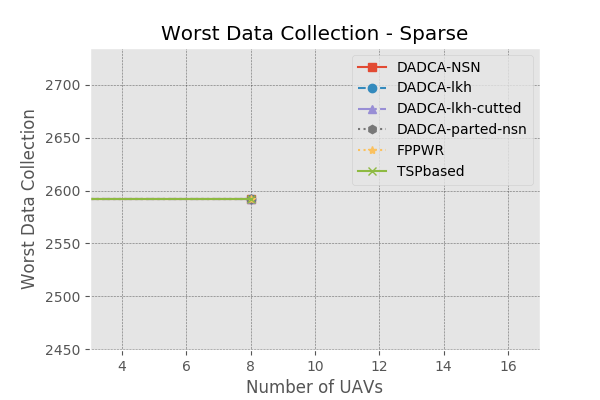 Worst Data Collection - Sparse
DADCA-NSN
DADCA-lkh
DADCA-lkh-cutted
DADCA-parted-nsn
FPPWR
TSPbased
Worst Data Collection
2700
2650
2600
2550
2500
2450
4 6 8 10 12 14 16
Number of UAVs